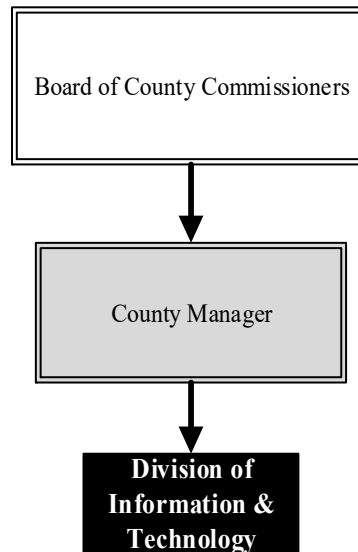 Board of County Commissioners
County Manager
Division of
Information &
Technology